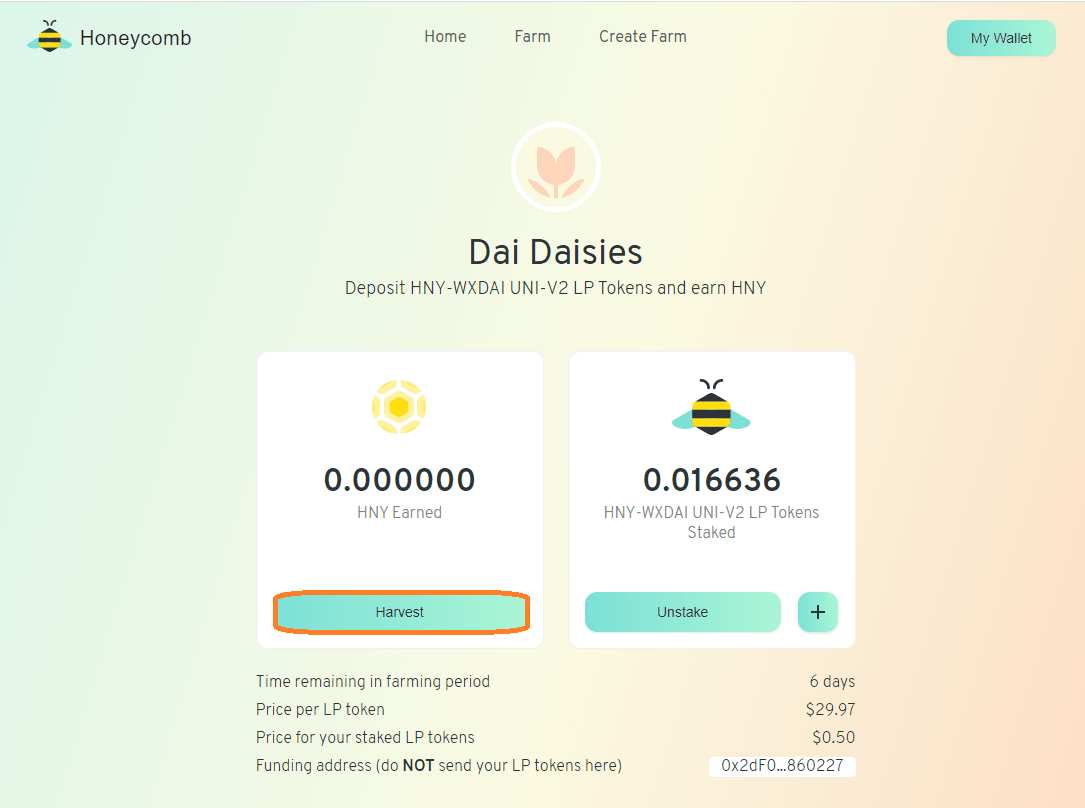 Honeycomb
Home Farm Create Farm
My Wallet
Dai Daisies
Deposit HNY-WXDAI UNI-V2 LP Tokens and earn HNY
0.000000
HNY Earned
Harvest
0.016636
HNY-WXDAI UNI-V2 LP Tokens
Staked
Unstake +
Time remaining in farming period 6 days
Price per LP token $29.97
Price for your staked LP tokens $0.50
Funding address (do NOT send your LP tokens here) 0x2dF0...860227